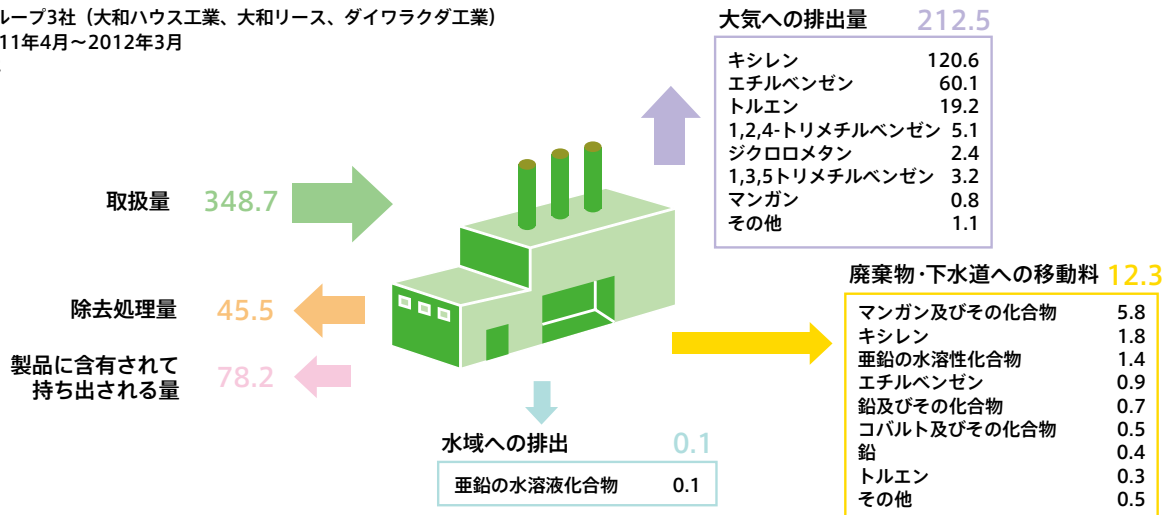 ループ3社（大和ハウス工業、大和リース、ダイワラクダ工業）
11年4月～2012年3月
取扱量 348.7
除去処理量 45.5
製品に含有されて
持ち出される量 78.2
大気への排出量 212.5
キシレン 120.6
エチルベンゼン 60.1
トルエン 19.2
1,2,4-トリメチルベンゼン 5.1
ジクロロメタン 2.4
1,3,5トリメチルベンゼン 3.2
マンガン 0.8
その他 1.1
水域への排出 0.1
亜鉛の水溶液化合物 0.1
廃棄物・下水道への移動料 12.3
マンガン及びその化合物 5.8
キシレン 1.8
亜鉛の水溶性化合物 1.4
エチルベンゼン 0.9
鉛及びその化合物 0.7
コバルト及びその化合物 0.5
鉛 0.4
トルエン 0.3
その他 0.5